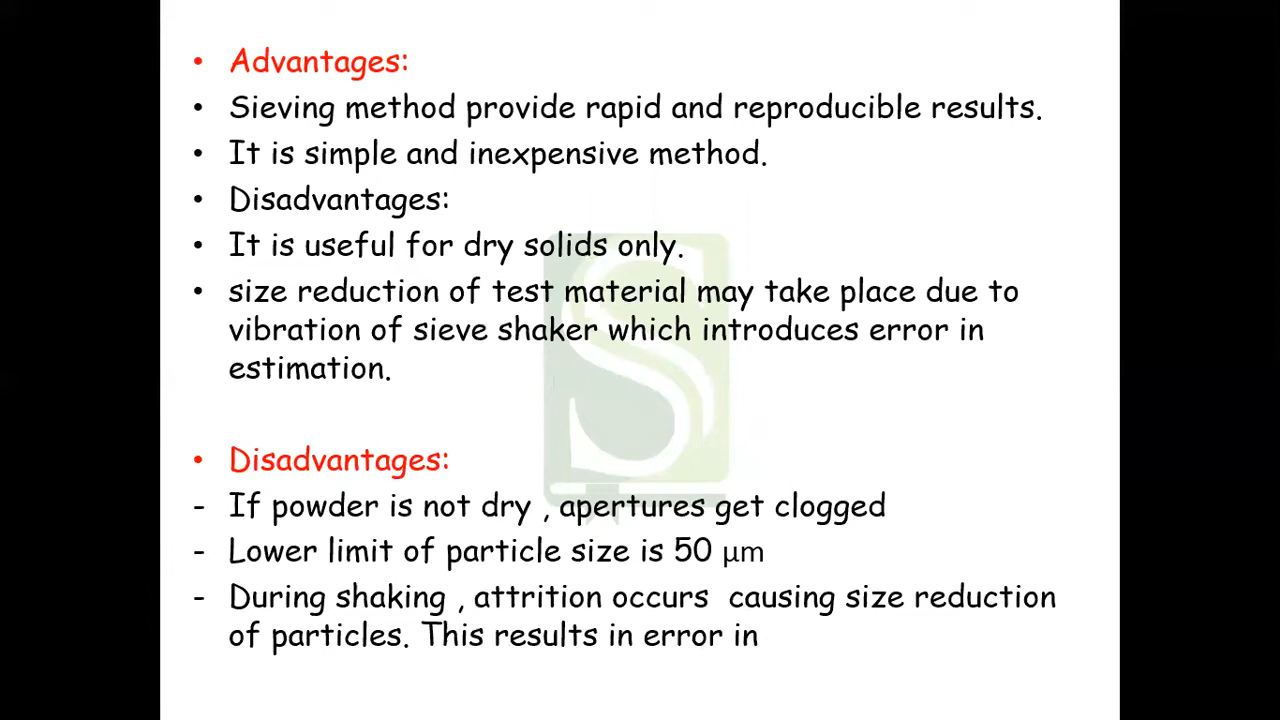 • Advantages:
• Sieving method provide rapid and reproducible results.
• It is simple and inexpensive method.
• Disadvantages:
• It is useful for dry solids only.
• size reduction of test material may take place due to
vibration of sieve shaker which introduces error in
estimation.
• Disadvantages:
- If powder is not dry , apertures get clogged
- Lower limit of particle size is 50 μm
- During shaking , attrition occurs  causing size reduction
of particles. This results in error in